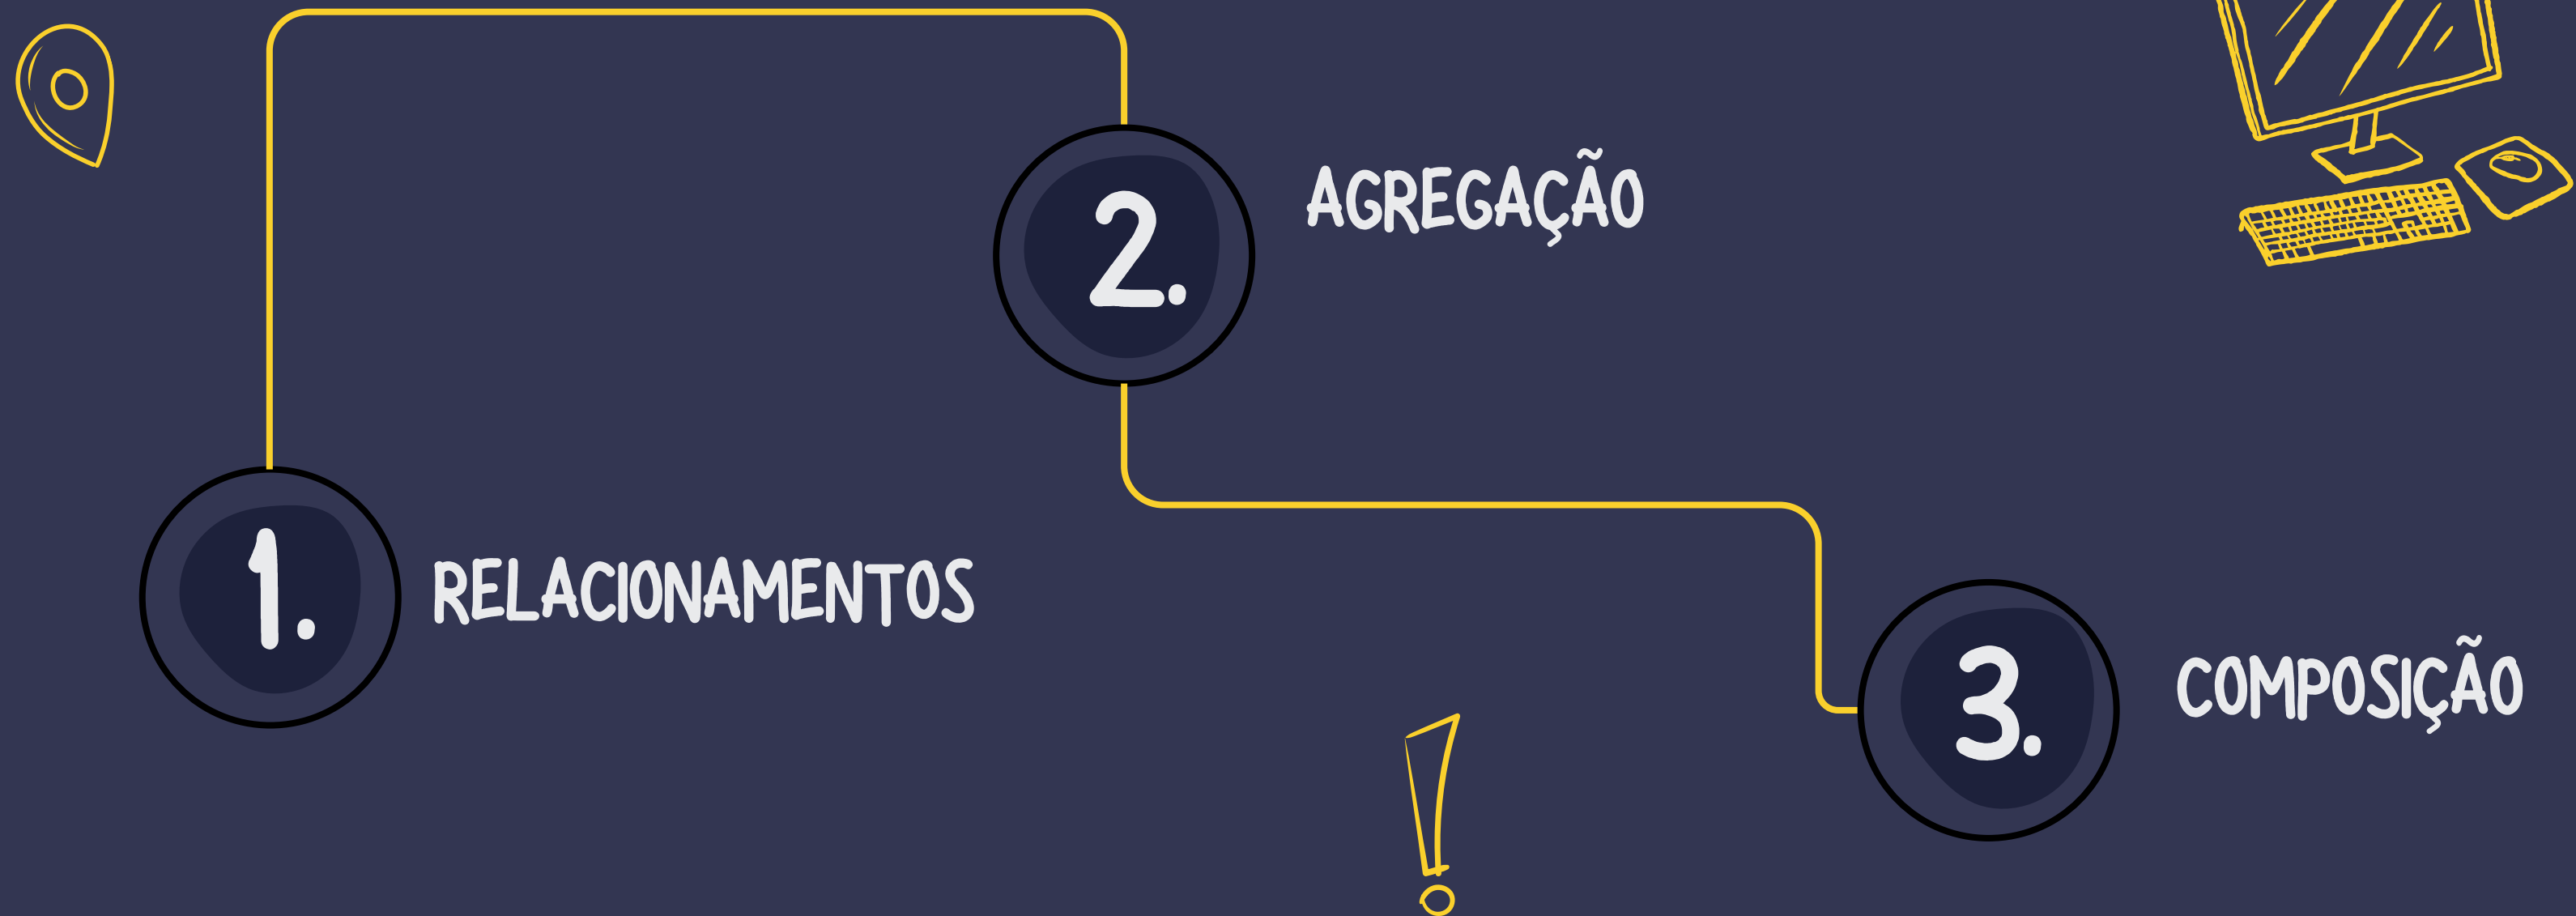 1.
RELACIONAMENTOS
2.
AGREGAÇÃO
3.
COMPOSIÇÃO